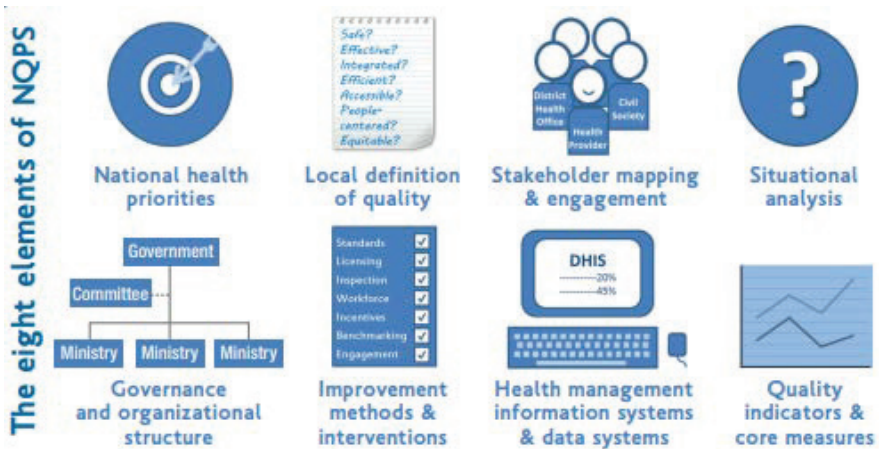 The eight elements of NQPS
Safe?
Effective?
Integrated?
Efficient?
Accessible?
People-
centered?
Equitable?
District
Health
Office
Civil
Society
Health
Provider
?
National health
priorities
Local definition
of quality
Stakeholder mapping
& engagement
Situational
analysis
Government
Committee
Ministry
Ministry
Ministry
Standards
Licensing
Inspection
Workforce
Incentives
Benchmarking
Engagement
DHIS
----------20%
----------45%
Governance
and organizational
structure
Improvement
methods &
interventions
Health management
information systems
& data systems
Quality
indicators &
core measures